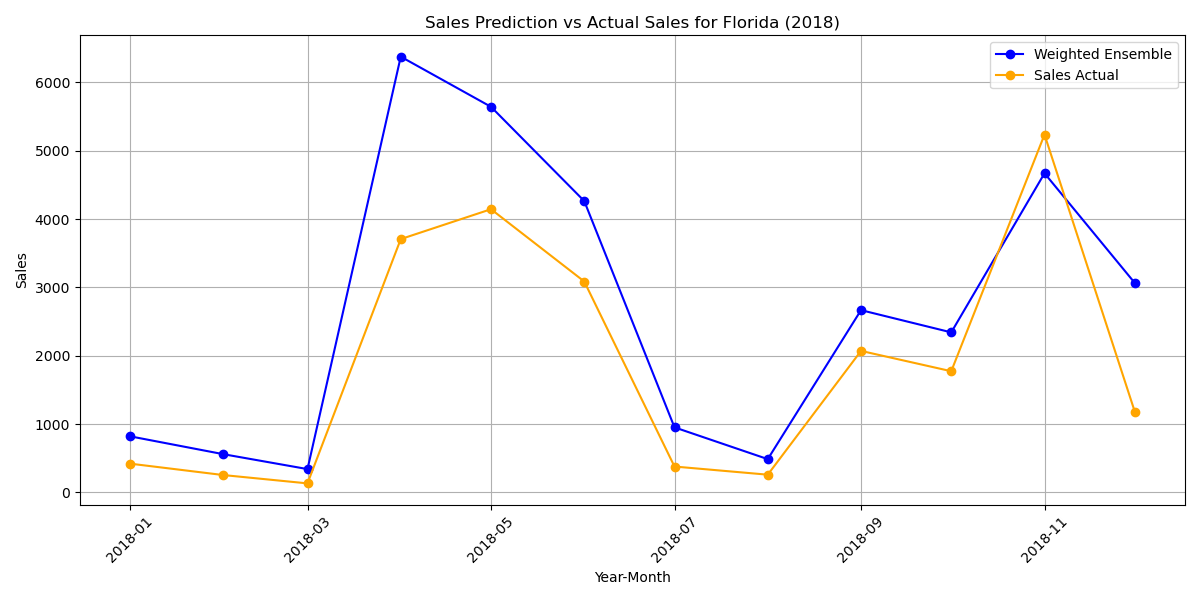 Sales Prediction vs Actual Sales for Florida (2018)
Weighted Ensemble
Sales Actual
Sales
6000
5000
4000
3000
2000
1000
0
2018-01
2018-03
2018-05
2018-07
2018-09
2018-11
Year-Month